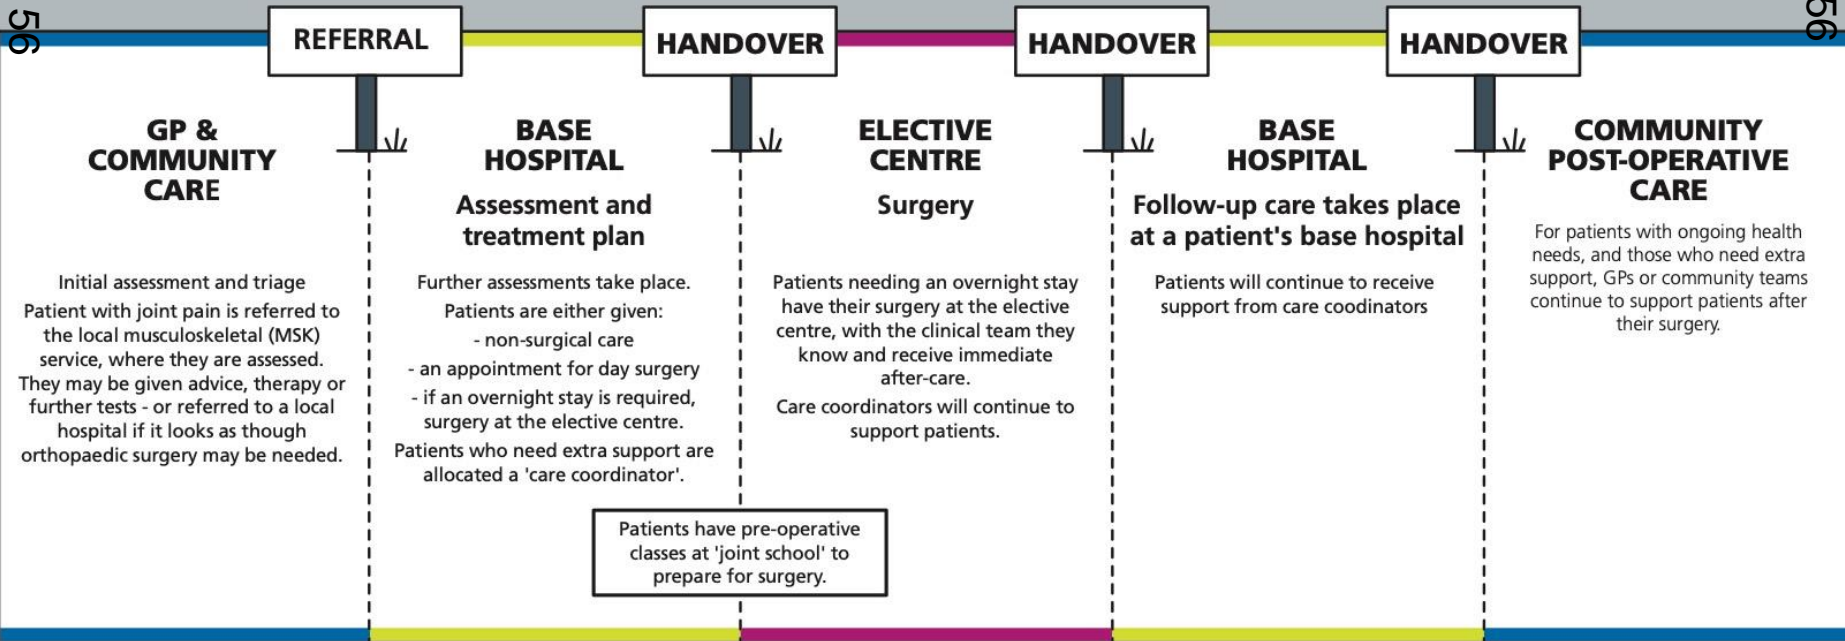 56
56
REFERRAL
HANDOVER
HANDOVER
HANDOVER
GP &
COMMUNITY
CARE
Initial assessment and triage
Patient with joint pain is referred to
the local musculoskeletal (MSK)
service, where they are assessed.
They may be given advice, therapy or
further tests - or referred to a local
hospital if it looks as though
orthopaedic surgery may be needed.
BASE
HOSPITAL
Assessment and
treatment plan
Further assessments take place.
Patients are either given:
- non-surgical care
- an appointment for day surgery
- if an overnight stay is required,
surgery at the elective centre.
Patients who need extra support are
allocated a 'care coordinator'.
Patients have pre-operative
classes at 'joint school' to
prepare for surgery.
ELECTIVE
CENTRE
Surgery
Patients needing an overnight stay
have their surgery at the elective
centre, with the clinical team they
know and receive immediate
after-care.
Care coordinators will continue to
support patients.
BASE
HOSPITAL
Follow-up care takes place
at a patient's base hospital
Patients will continue to receive
support from care coodinators
COMMUNITY
POST-OPERATIVE
CARE
For patients with ongoing health
needs, and those who need extra
support, GPs or community teams
continue to support patients after
their surgery.